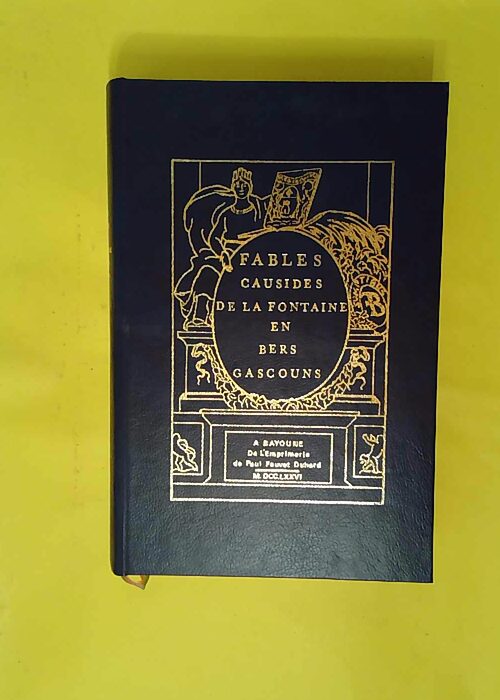 FABLES
CAUSIDES
DE LA FONTAINE
EN
BERS
GASCOUNS
A BAYOUNE
De L'Emprimerie
de Paul Fauvet Duhard
M. DCC.LXXVI